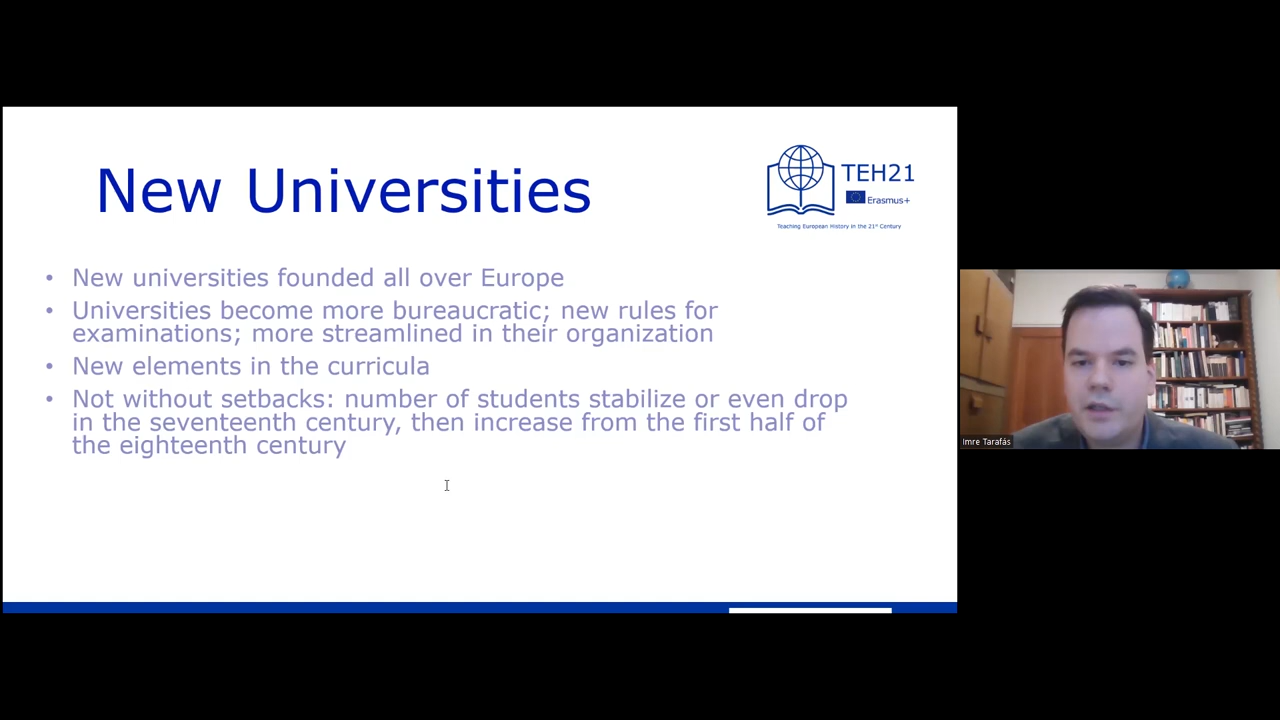 New Universities
TEH21
Erasmus+
Teaching European History in the 21st Century
• New universities founded all over Europe
• Universities become more bureaucratic; new rules for
examinations; more streamlined in their organization
• New elements in the curricula
• Not without setbacks: number of students stabilize or even drop
in the seventeenth century, then increase from the first half of
the eighteenth century
Imre Tarafás